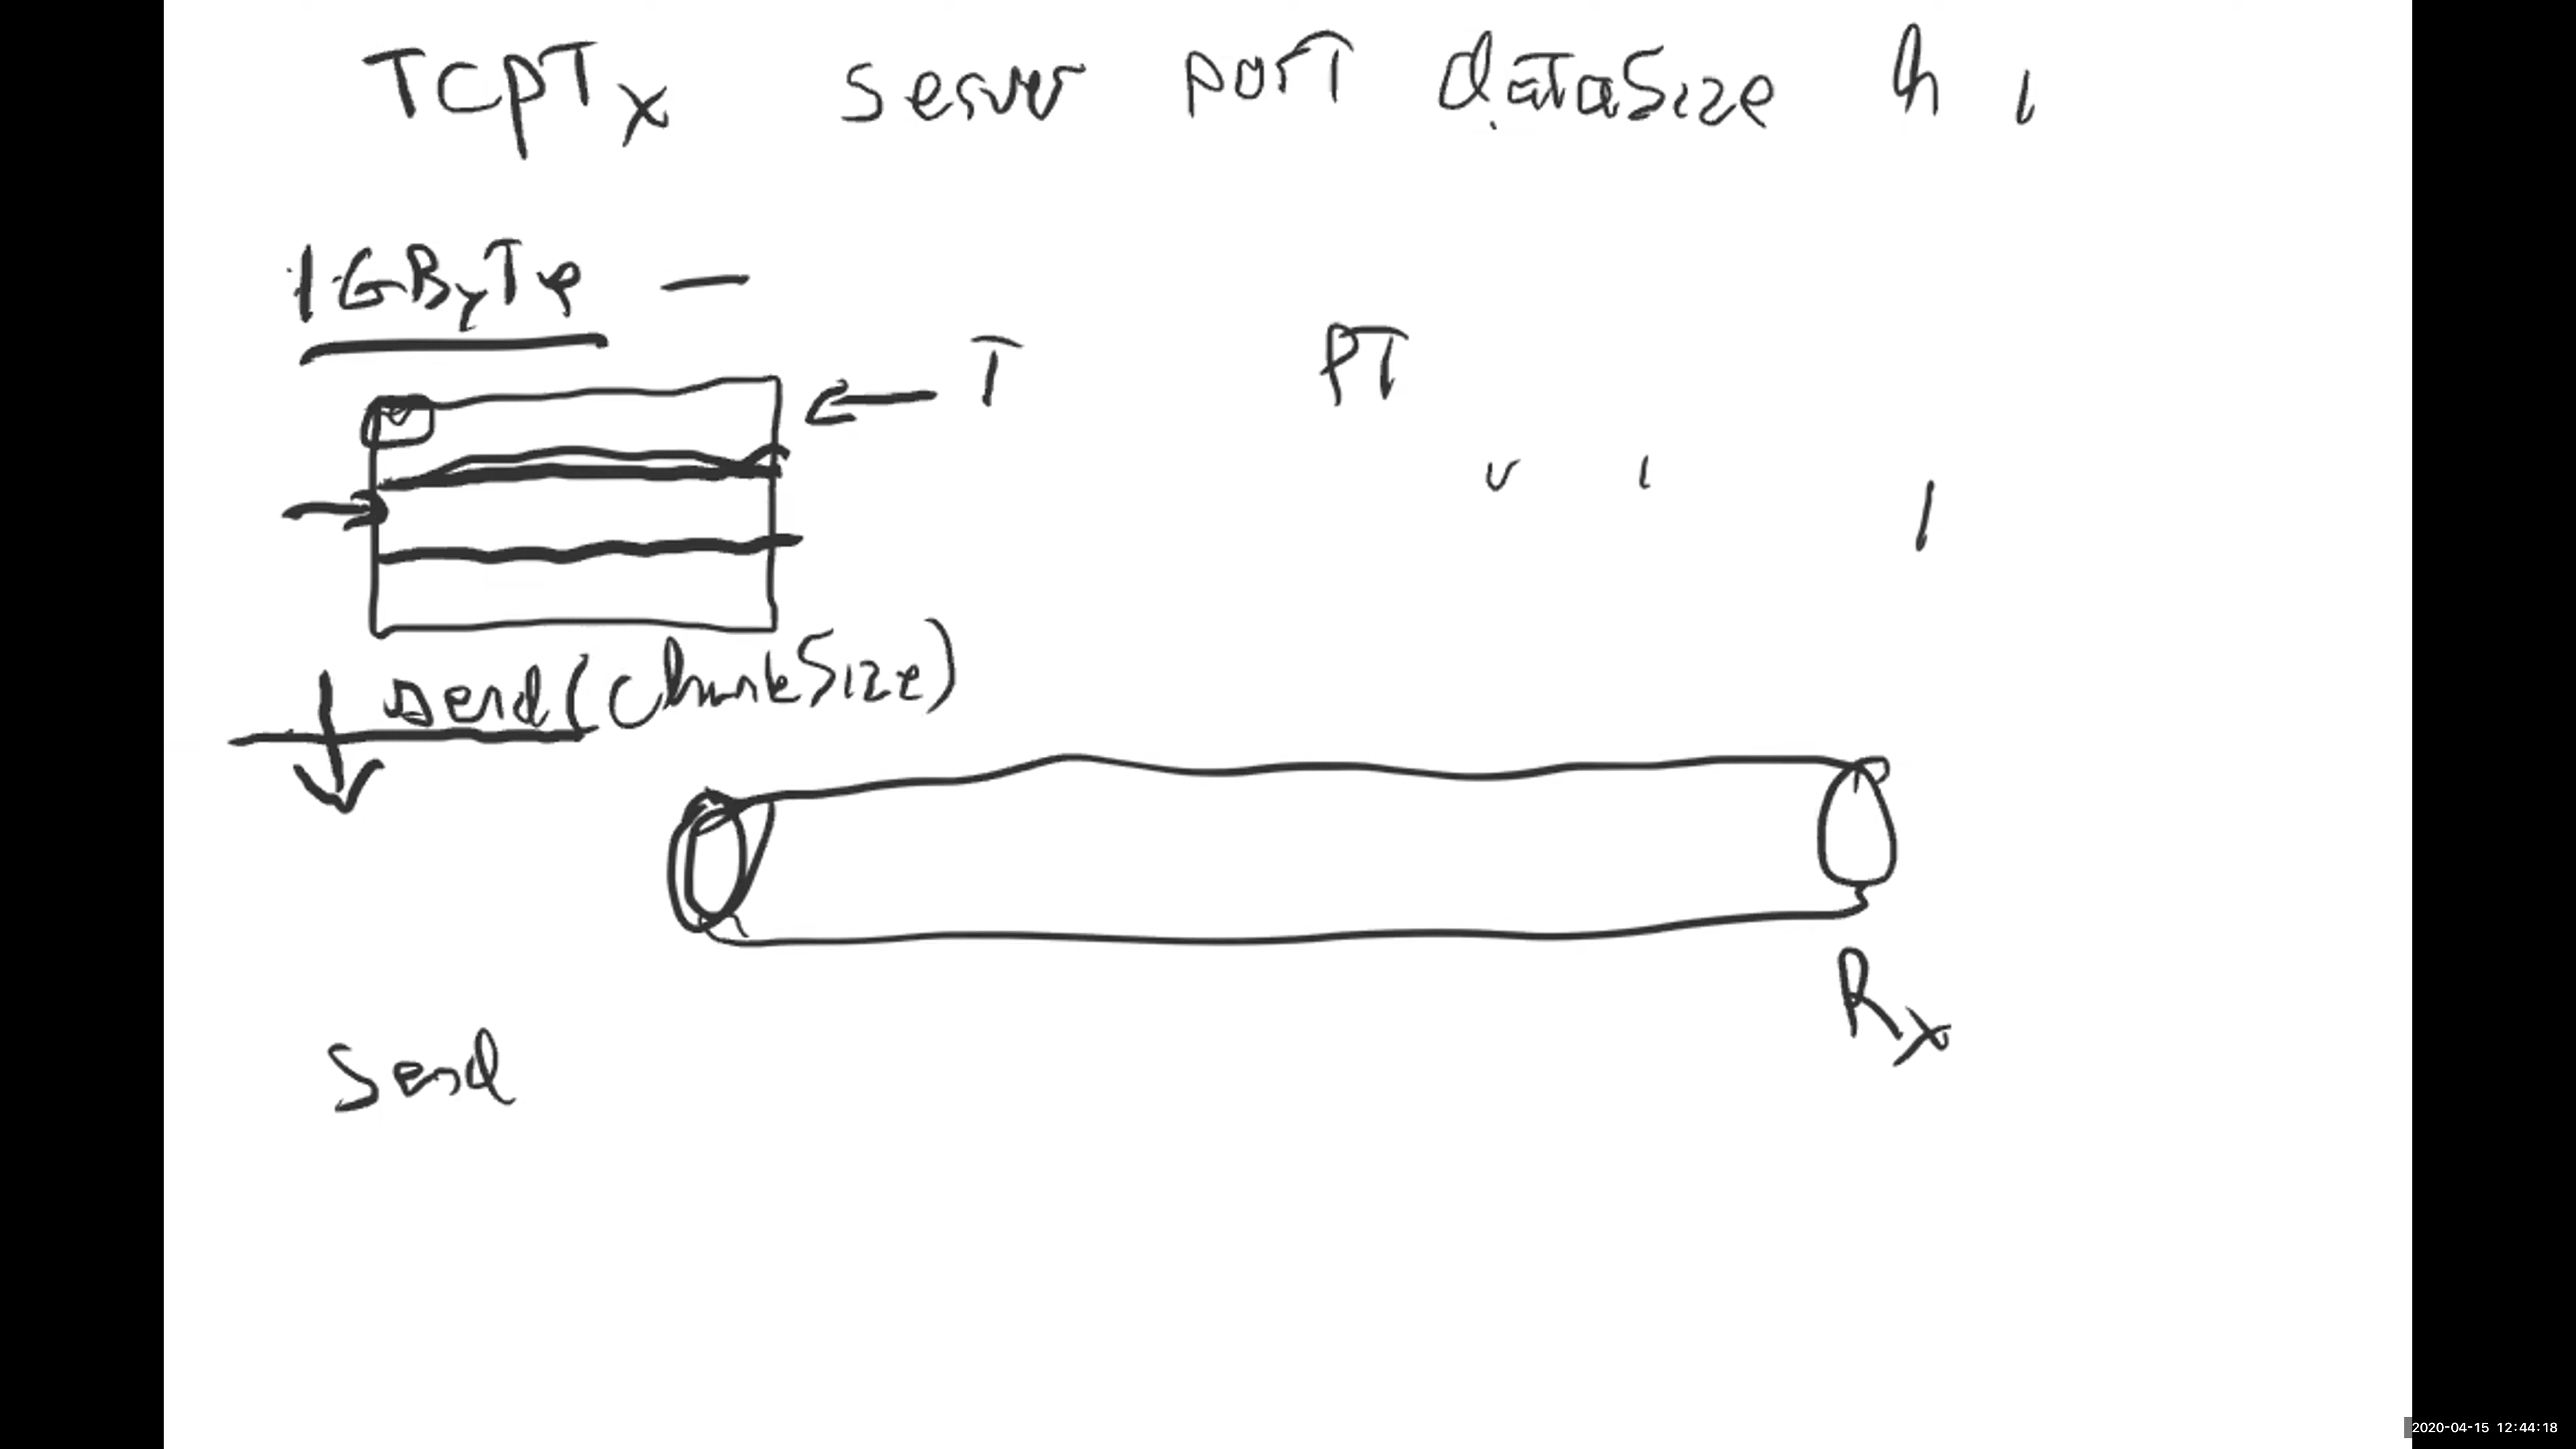 TCpTx server port dataSize
1GByTe —
T PT
send(chunkSize)
Rx
Send
2020-04-15 12:44:18